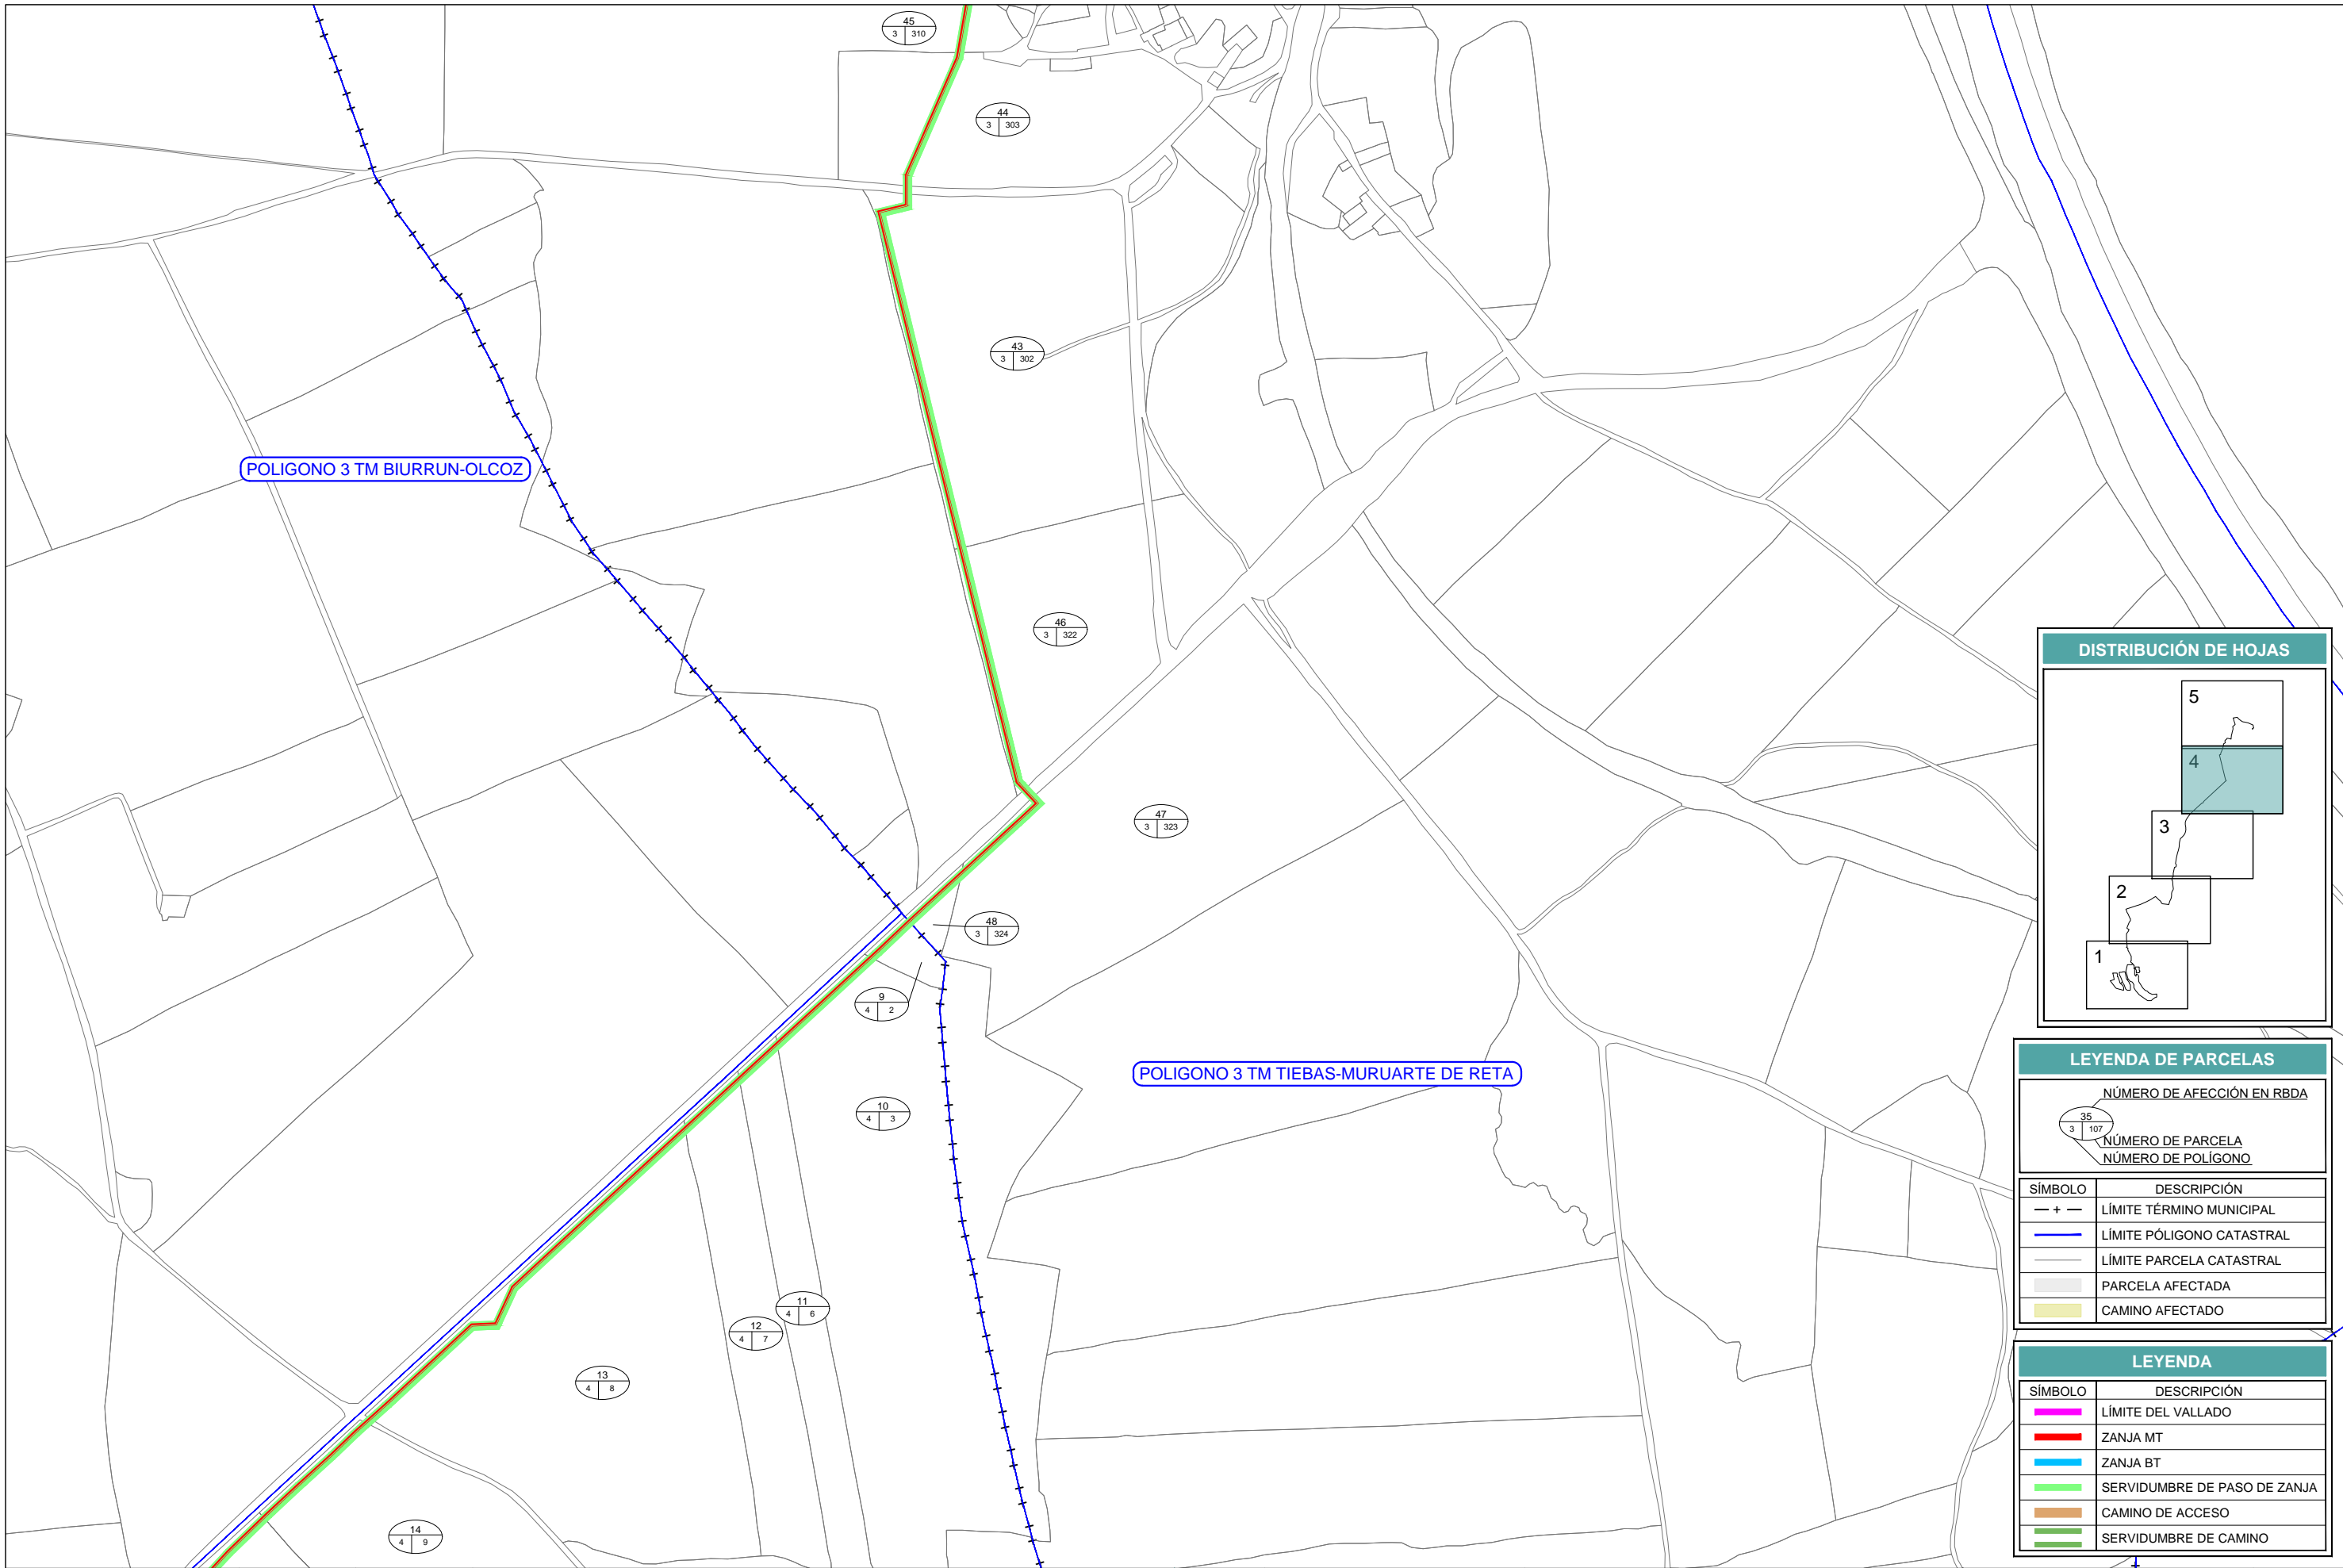 45
3 310
44
3 303
43
3 302
POLIGONO 3 TM BIURRUN-OLCOZ
46
3 322
47
3 323
48
3 324
9
4 2
10
4 3
POLIGONO 3 TM TIEBAS-MURUARTE DE RETA
11
4 6
12
4 7
13
4 8
14
4 9
DISTRIBUCIÓN DE HOJAS
5
4
3
2
1
LEYENDA DE PARCELAS
NÚMERO DE AFECCIÓN EN RBDA
35
3 107
NÚMERO DE PARCELA
NÚMERO DE POLÍGONO
SÍMBOLO DESCRIPCIÓN
LÍMITE TÉRMINO MUNICIPAL
LÍMITE PÓLIGONO CATASTRAL
LÍMITE PARCELA CATASTRAL
PARCELA AFECTADA
CAMINO AFECTADO
LEYENDA
SÍMBOLO DESCRIPCIÓN
LÍMITE DEL VALLADO
ZANJA MT
ZANJA BT
SERVIDUMBRE DE PASO DE ZANJA
CAMINO DE ACCESO
SERVIDUMBRE DE CAMINO